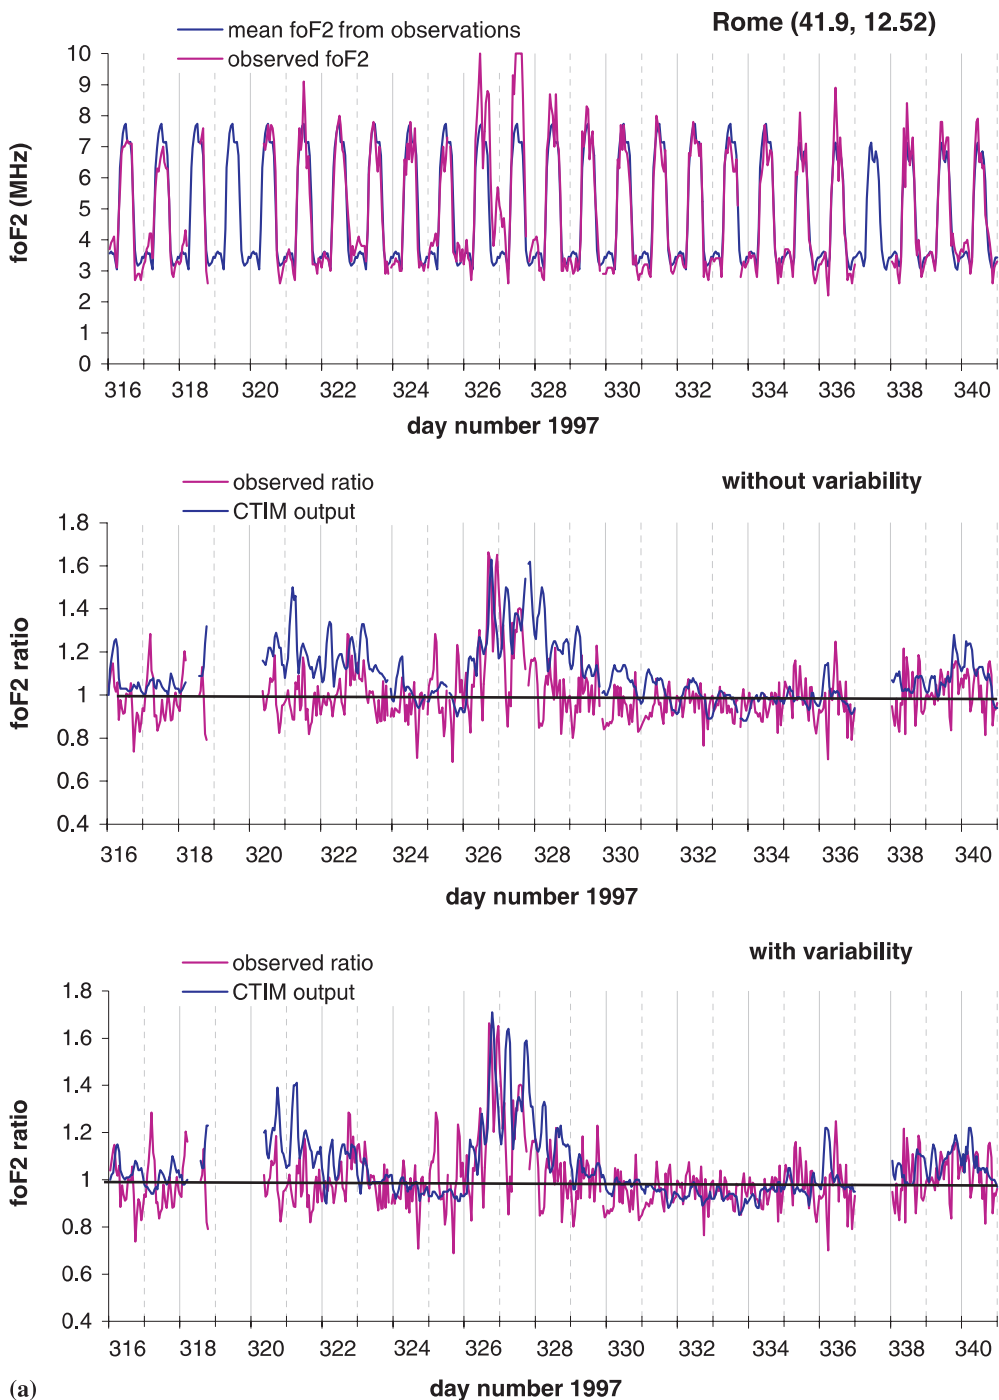 Rome (41.9, 12.52)
mean foF2 from observations
observed foF2
foF2 (MHz)
10
9
8
7
6
5
4
3
2
1
0
316 318 320 322 324 326 328 330 332 334 336 338 340
day number 1997
without variability
observed ratio
CTIM output
foF2 ratio
1.8
1.6
1.4
1.2
1
0.8
0.6
0.4
316 318 320 322 324 326 328 330 332 334 336 338 340
day number 1997
with variability
observed ratio
CTIM output
foF2 ratio
1.8
1.6
1.4
1.2
1
0.8
0.6
0.4
316 318 320 322 324 326 328 330 332 334 336 338 340
(a)
day number 1997